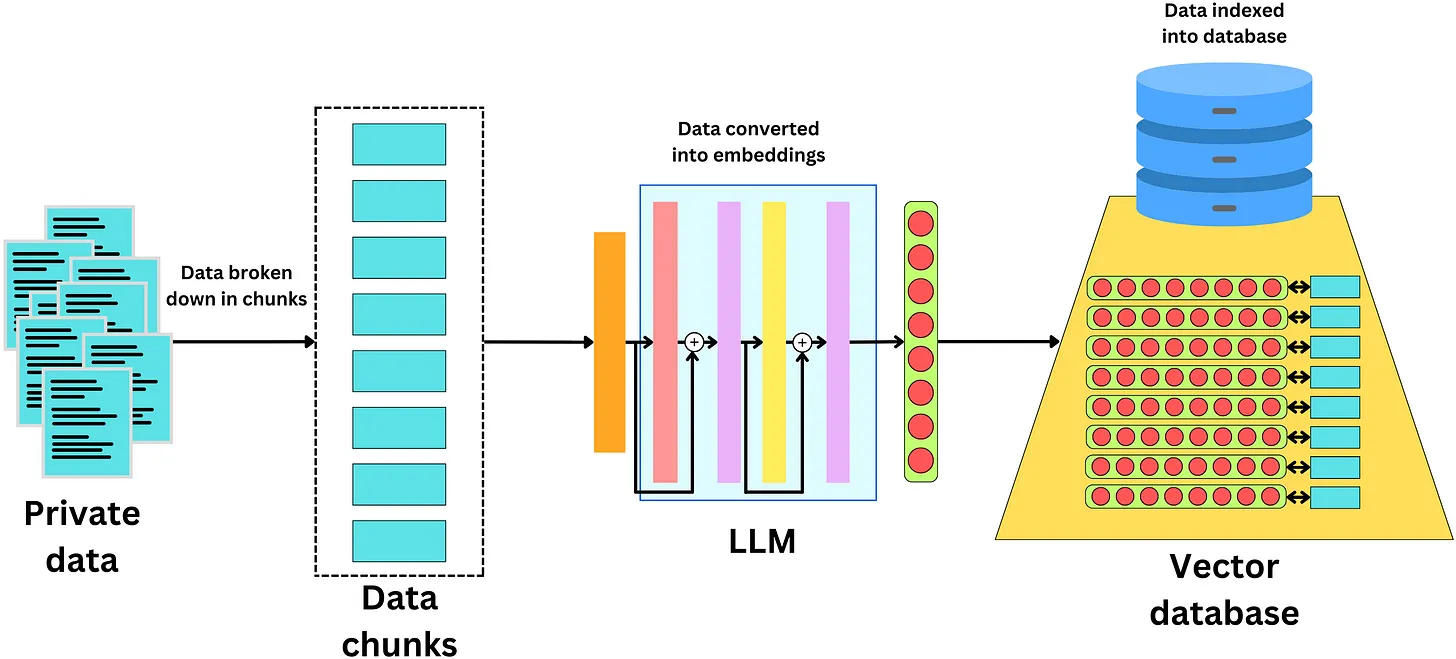 Private
data
Data broken
down in chunks
Data
chunks
Data converted
into embeddings
LLM
Data indexed
into database
Vector
database